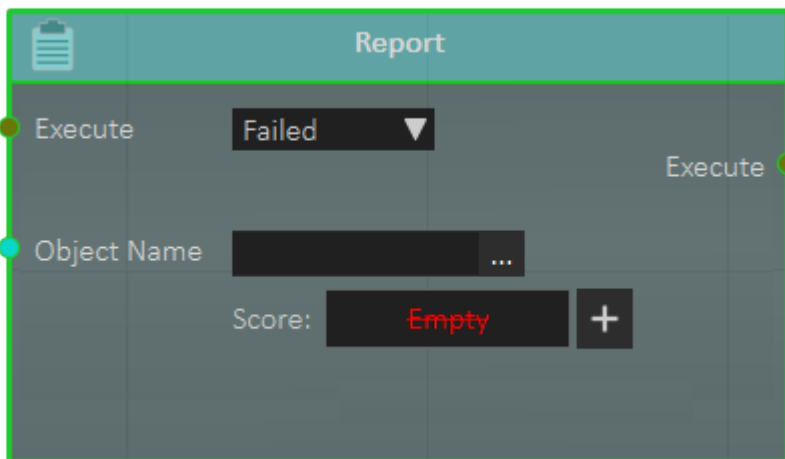 Report
Execute
Failed
Execute
Object Name
...
Score:
Empty
+